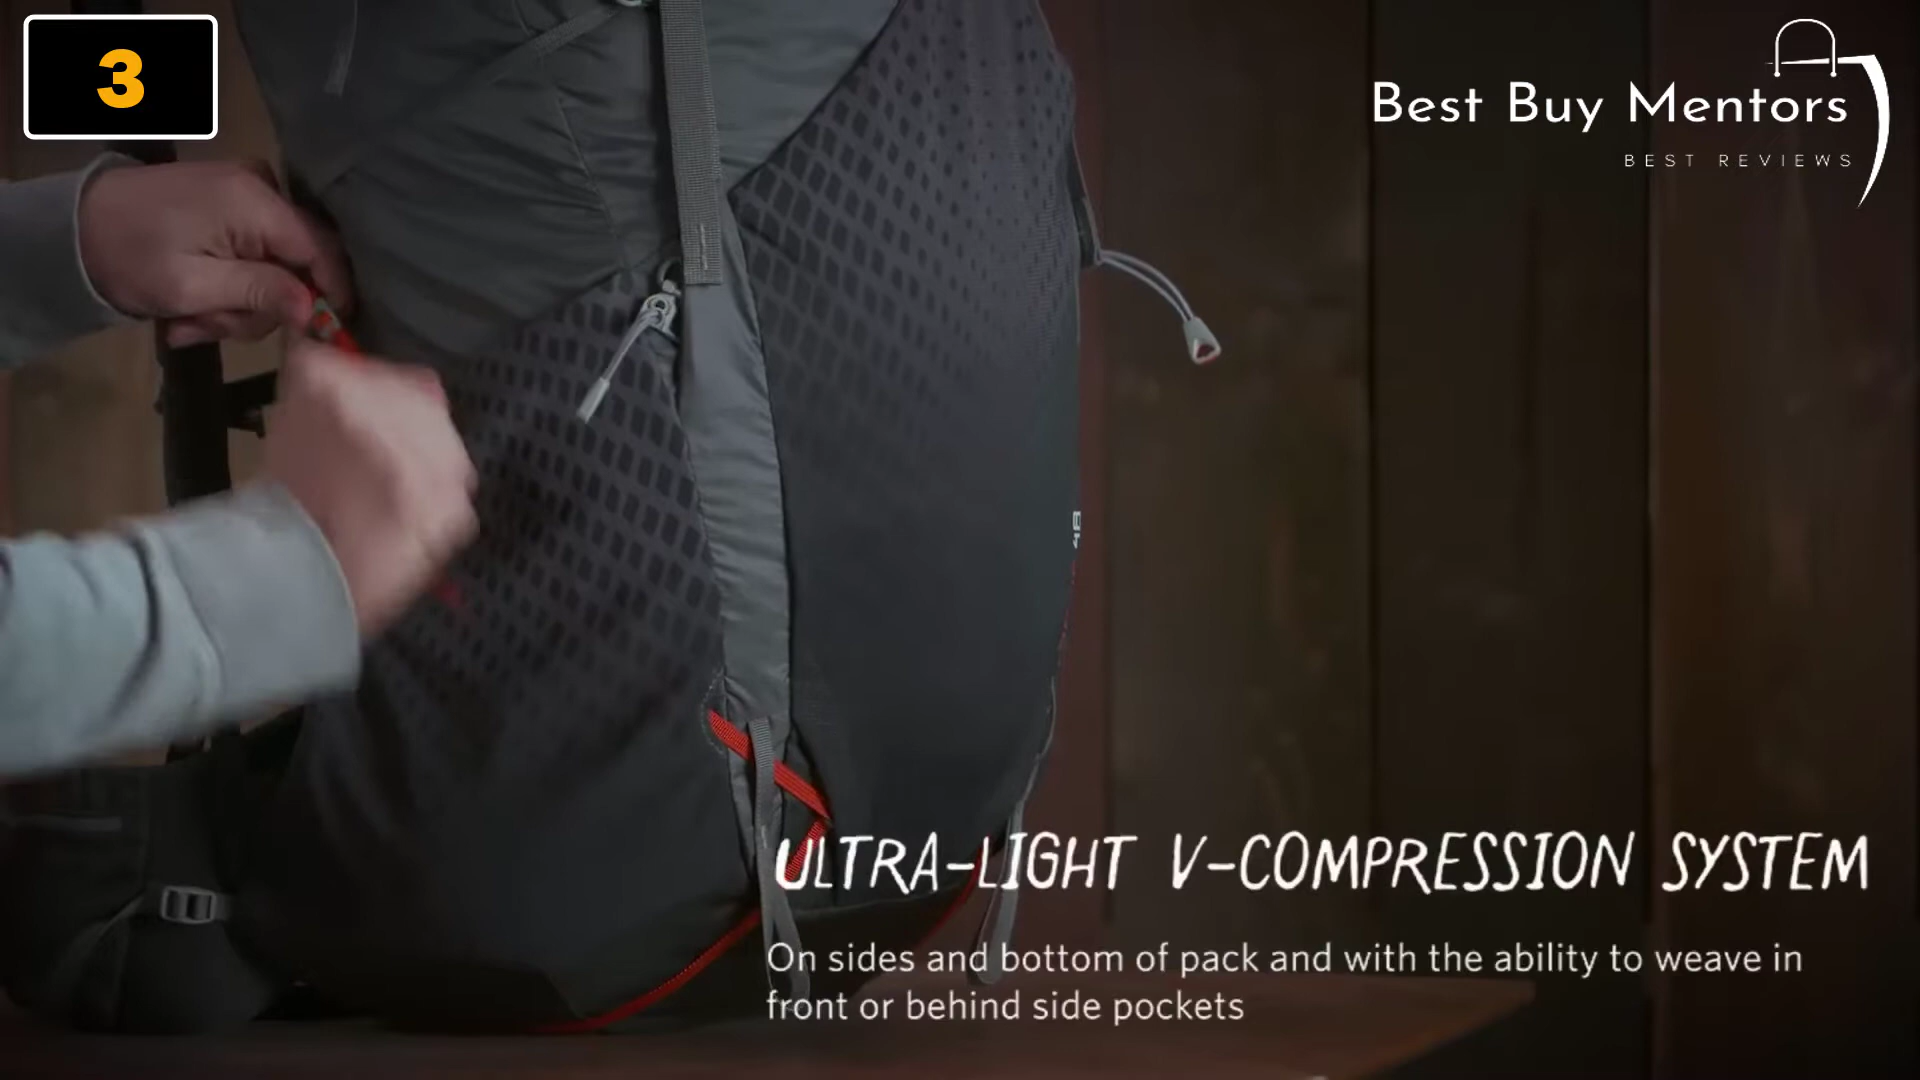 3
Best Buy Mentors
BEST REVIEWS
ULTRA-LIGHT V-COMPRESSION SYSTEM
On sides and bottom of pack and with the ability to weave in
front or behind side pockets